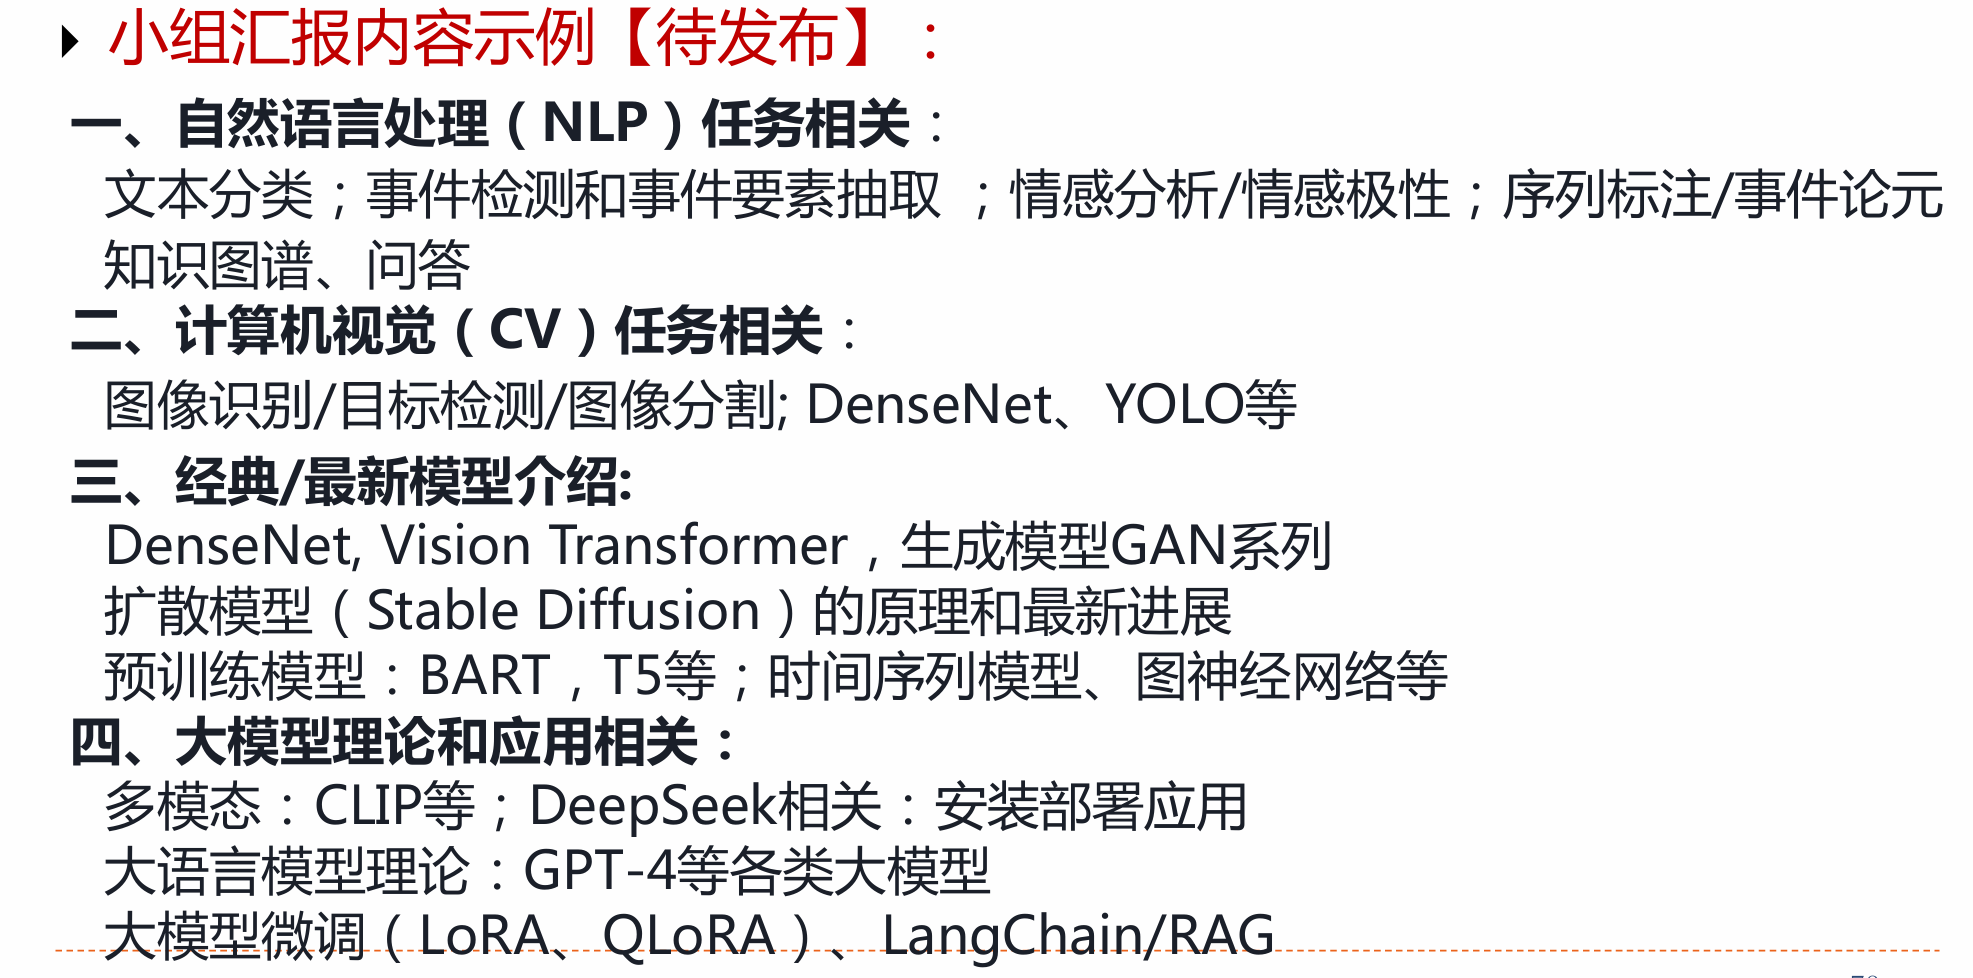 小组汇报内容示例【待发布】：
一、自然语言处理（NLP）任务相关：
文本分类；事件检测和事件要素抽取 ；情感分析/情感极性；序列标注/事件论元
知识图谱、问答
二、计算机视觉（CV）任务相关：
图像识别/目标检测/图像分割; DenseNet、YOLO等
三、经典/最新模型介绍:
DenseNet, Vision Transformer，生成模型GAN系列
扩散模型（Stable Diffusion）的原理和最新进展
预训练模型：BART，T5等；时间序列模型、图神经网络等
四、大模型理论和应用相关：
多模态：CLIP等；DeepSeek相关：安装部署应用
大语言模型理论：GPT-4等各类大模型
大模型微调（LoRA、QLoRA）、LangChain/RAG